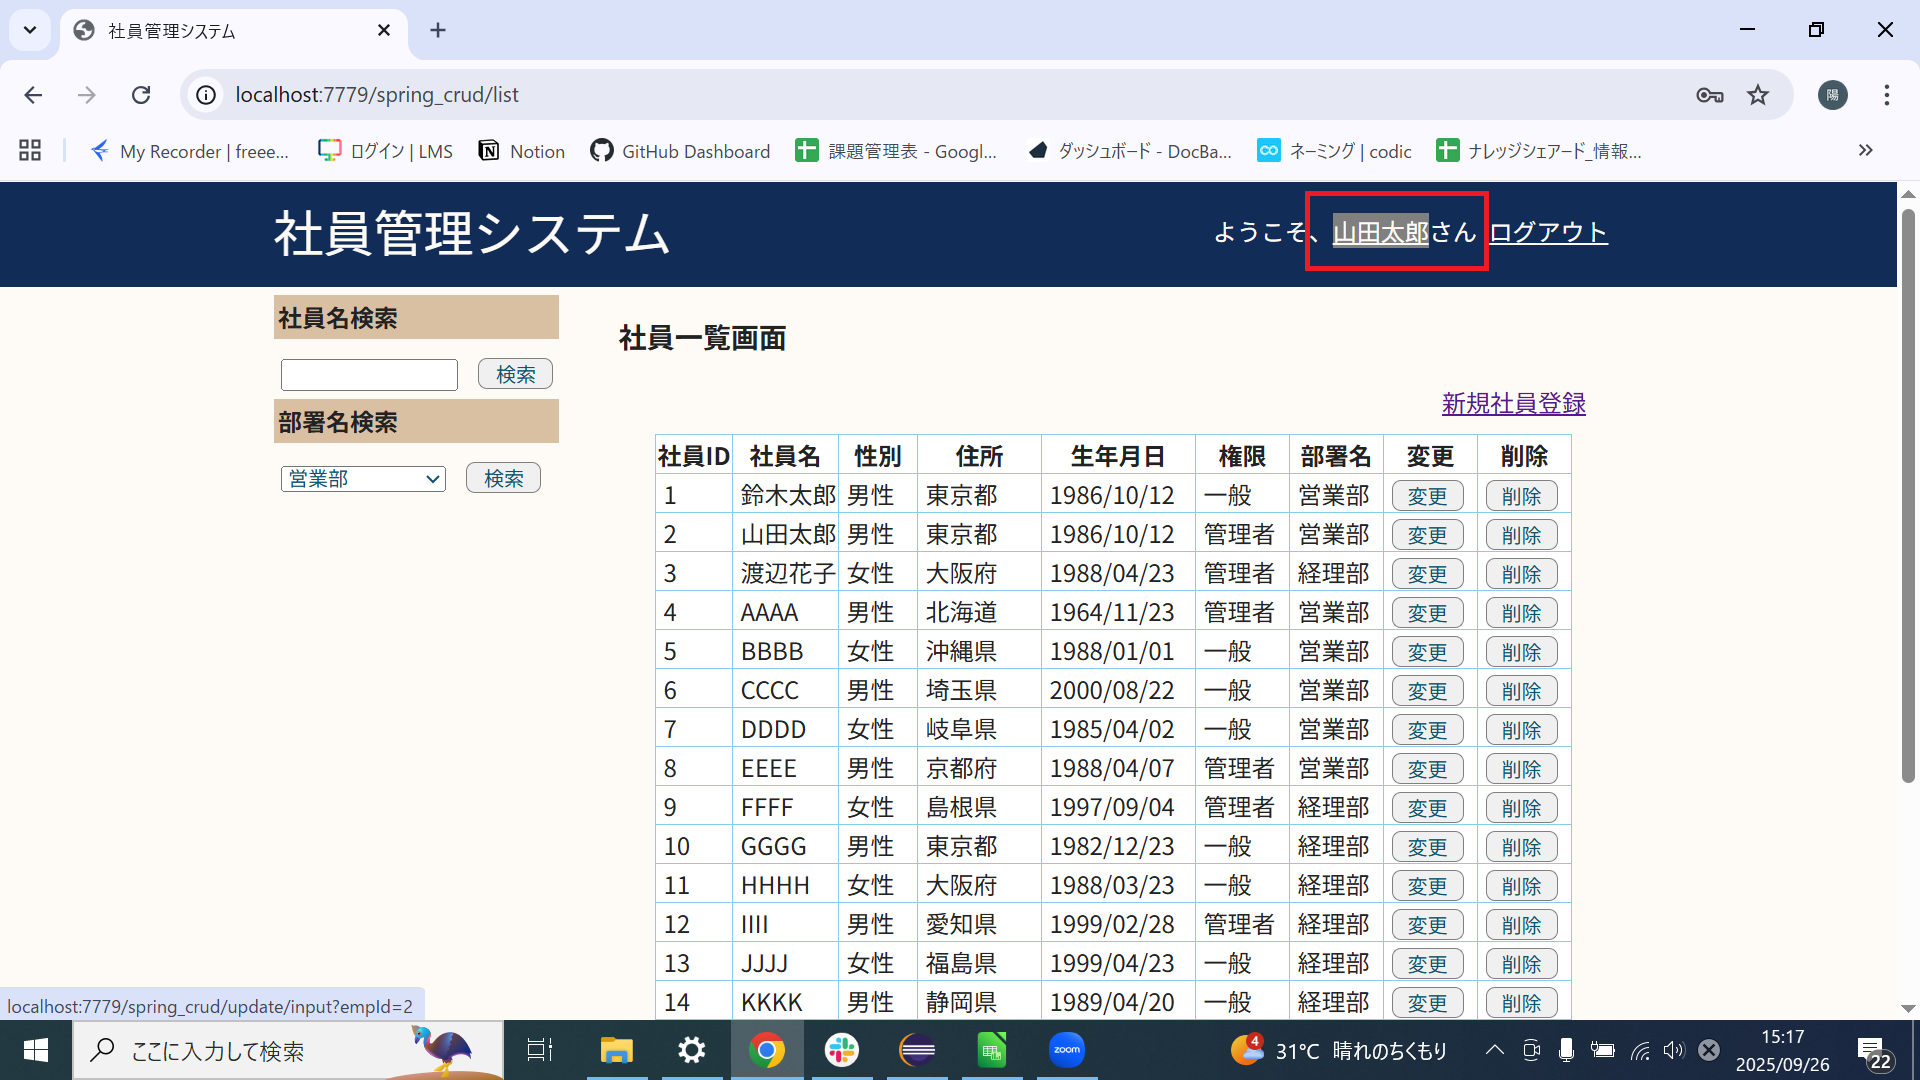 社員管理システム
localhost:7779/spring_crud/list
陽
My Recorder | freee...
ログイン | LMS
Notion
GitHub Dashboard
課題管理表 - Googl...
ダッシュボード - DocBa...
ネーミング | codic
ナレッジシェアード_情報...
社員管理システム
ようこそ、山田太郎さん ログアウト
社員名検索
検索
部署名検索
営業部 検索
社員一覧画面
新規社員登録
社員ID 社員名 性別 住所 生年月日 権限 部署名 変更 削除
1 鈴木太郎 男性 東京都 1986/10/12 一般 営業部 変更 削除
2 山田太郎 男性 東京都 1986/10/12 管理者 営業部 変更 削除
3 渡辺花子 女性 大阪府 1988/04/23 管理者 経理部 変更 削除
4 AAAA 男性 北海道 1964/11/23 管理者 営業部 変更 削除
5 BBBB 女性 沖縄県 1988/01/01 一般 営業部 変更 削除
6 CCCC 男性 埼玉県 2000/08/22 一般 営業部 変更 削除
7 DDDD 女性 岐阜県 1985/04/02 一般 営業部 変更 削除
8 EEEE 男性 京都府 1988/04/07 管理者 営業部 変更 削除
9 FFFF 女性 島根県 1997/09/04 管理者 経理部 変更 削除
10 GGGG 男性 東京都 1982/12/23 一般 経理部 変更 削除
11 HHHH 女性 大阪府 1988/03/23 一般 経理部 変更 削除
12 IIII 男性 愛知県 1999/02/28 管理者 経理部 変更 削除
13 JJJJ 女性 福島県 1999/04/23 一般 経理部 変更 削除
14 KKKK 男性 静岡県 1989/04/20 一般 経理部 変更 削除
localhost:7779/spring_crud/update/input?empId=2
ここに入力して検索
zoom
4
31°C 晴れのちくもり
15:17
2025/09/26
22